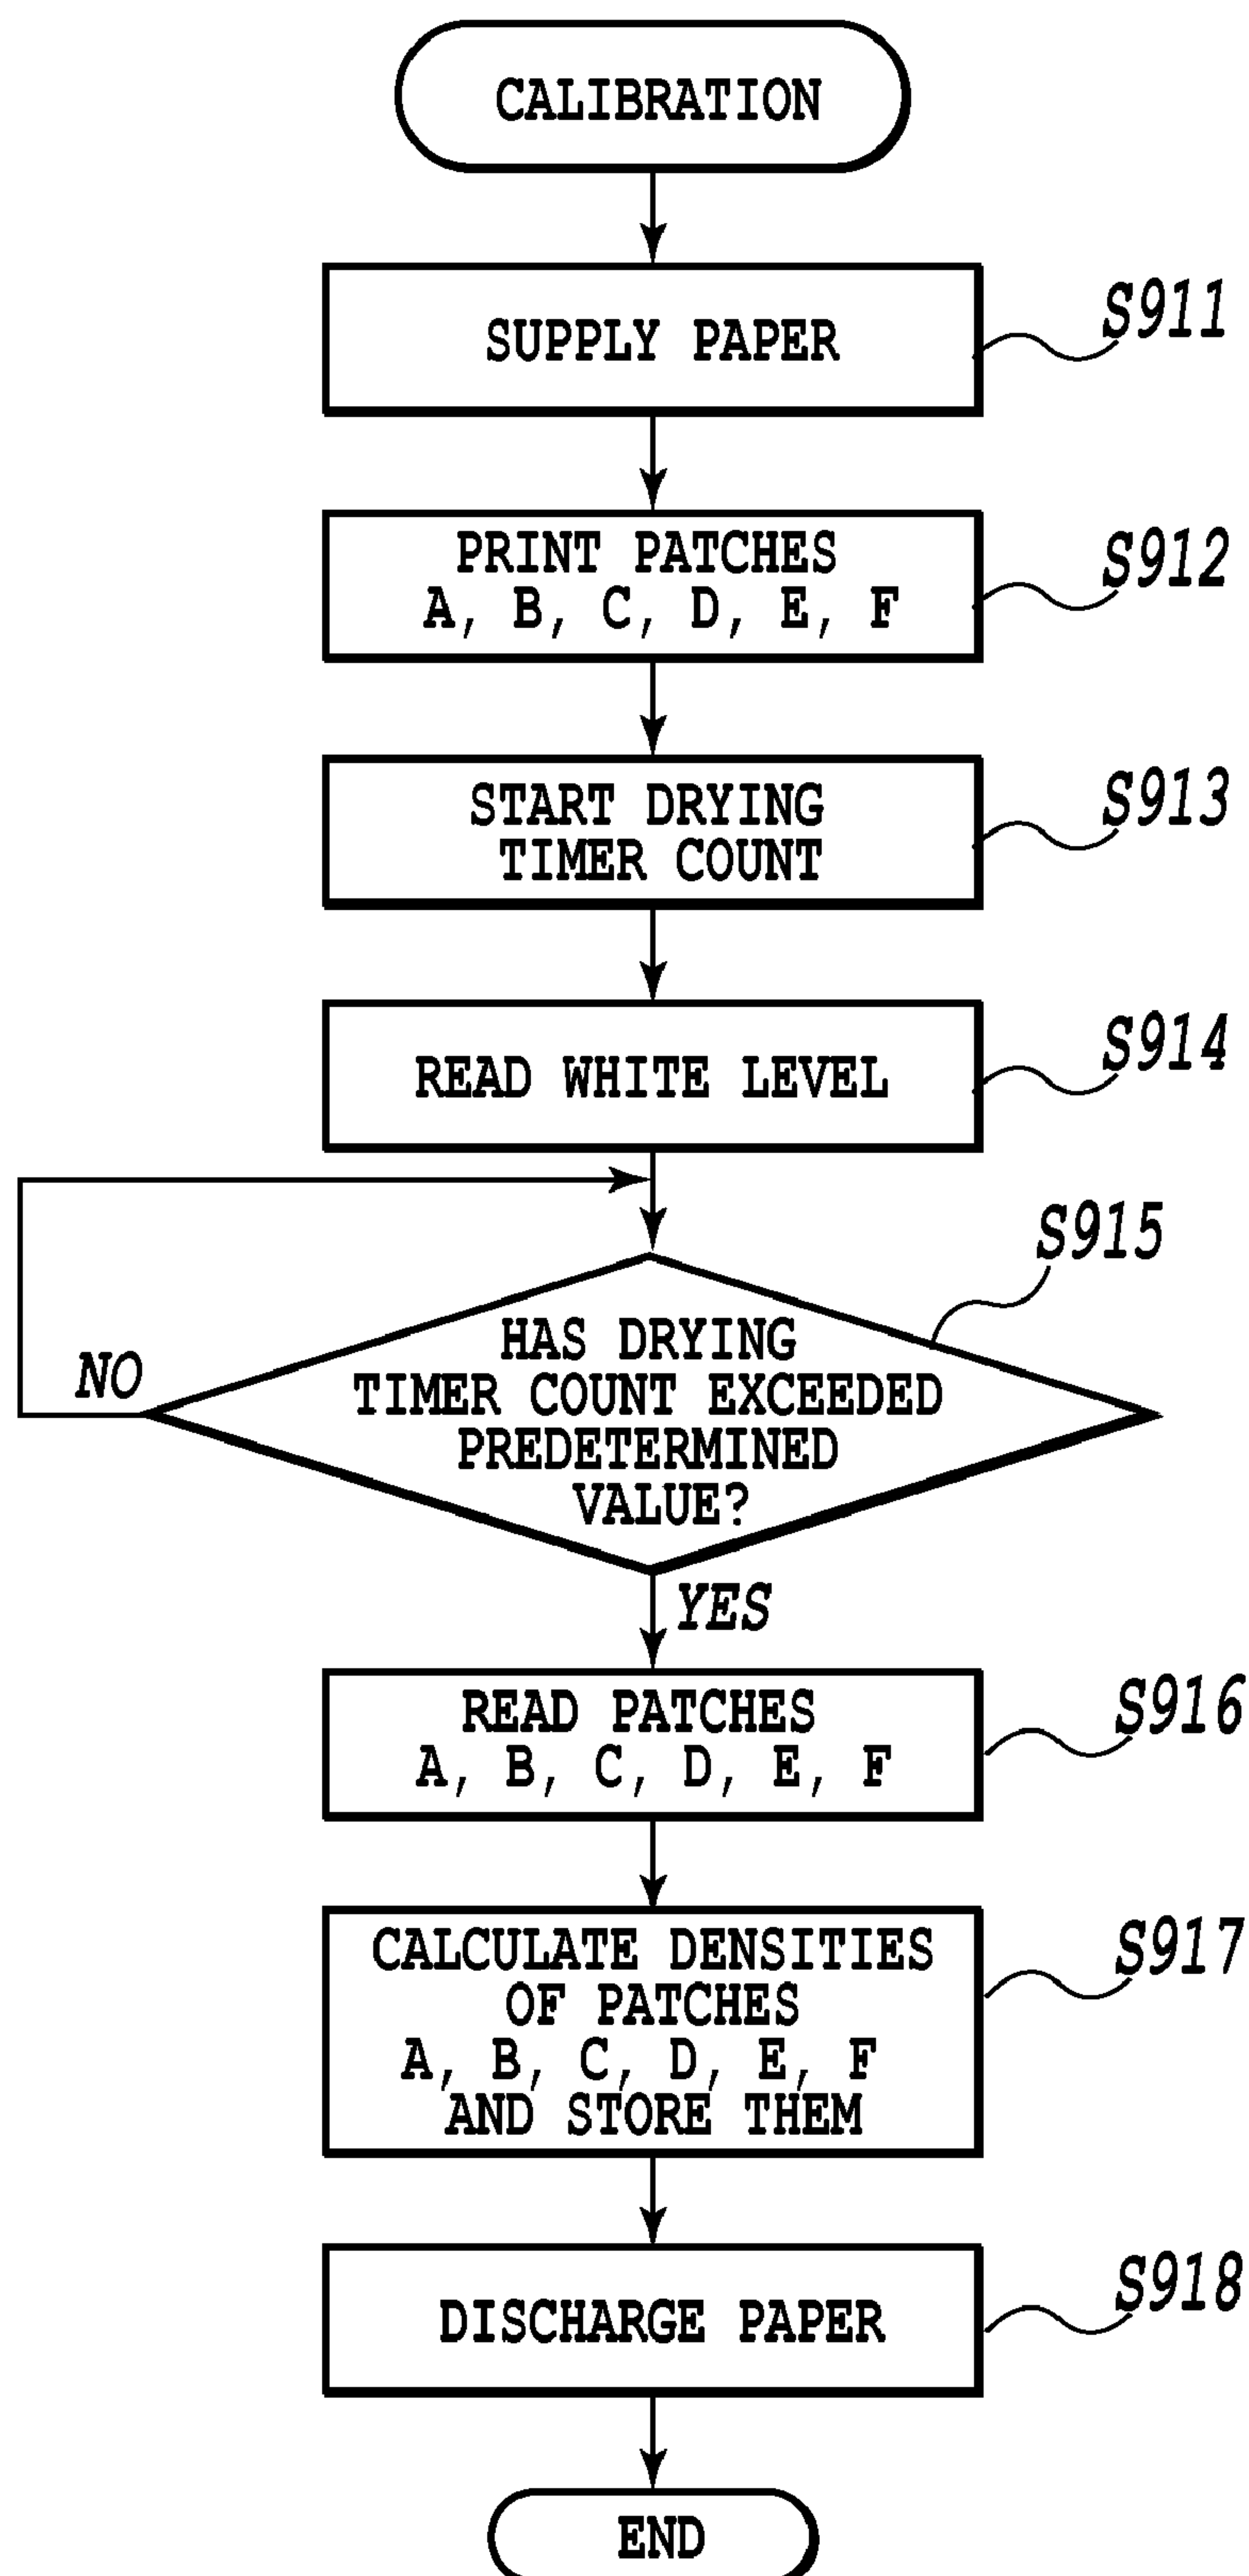 CALIBRATION
SUPPLY PAPER
S911
PRINT PATCHES
A, B, C, D, E, F
S912
START DRYING
TIMER COUNT
S913
READ WHITE LEVEL
S914
S915
HAS DRYING
TIMER COUNT EXCEEDED
PREDETERMINED
VALUE?
NO
YES
READ PATCHES
A, B, C, D, E, F
S916
CALCULATE DENSITIES
OF PATCHES
A, B, C, D, E, F
AND STORE THEM
S917
DISCHARGE PAPER
S918
END